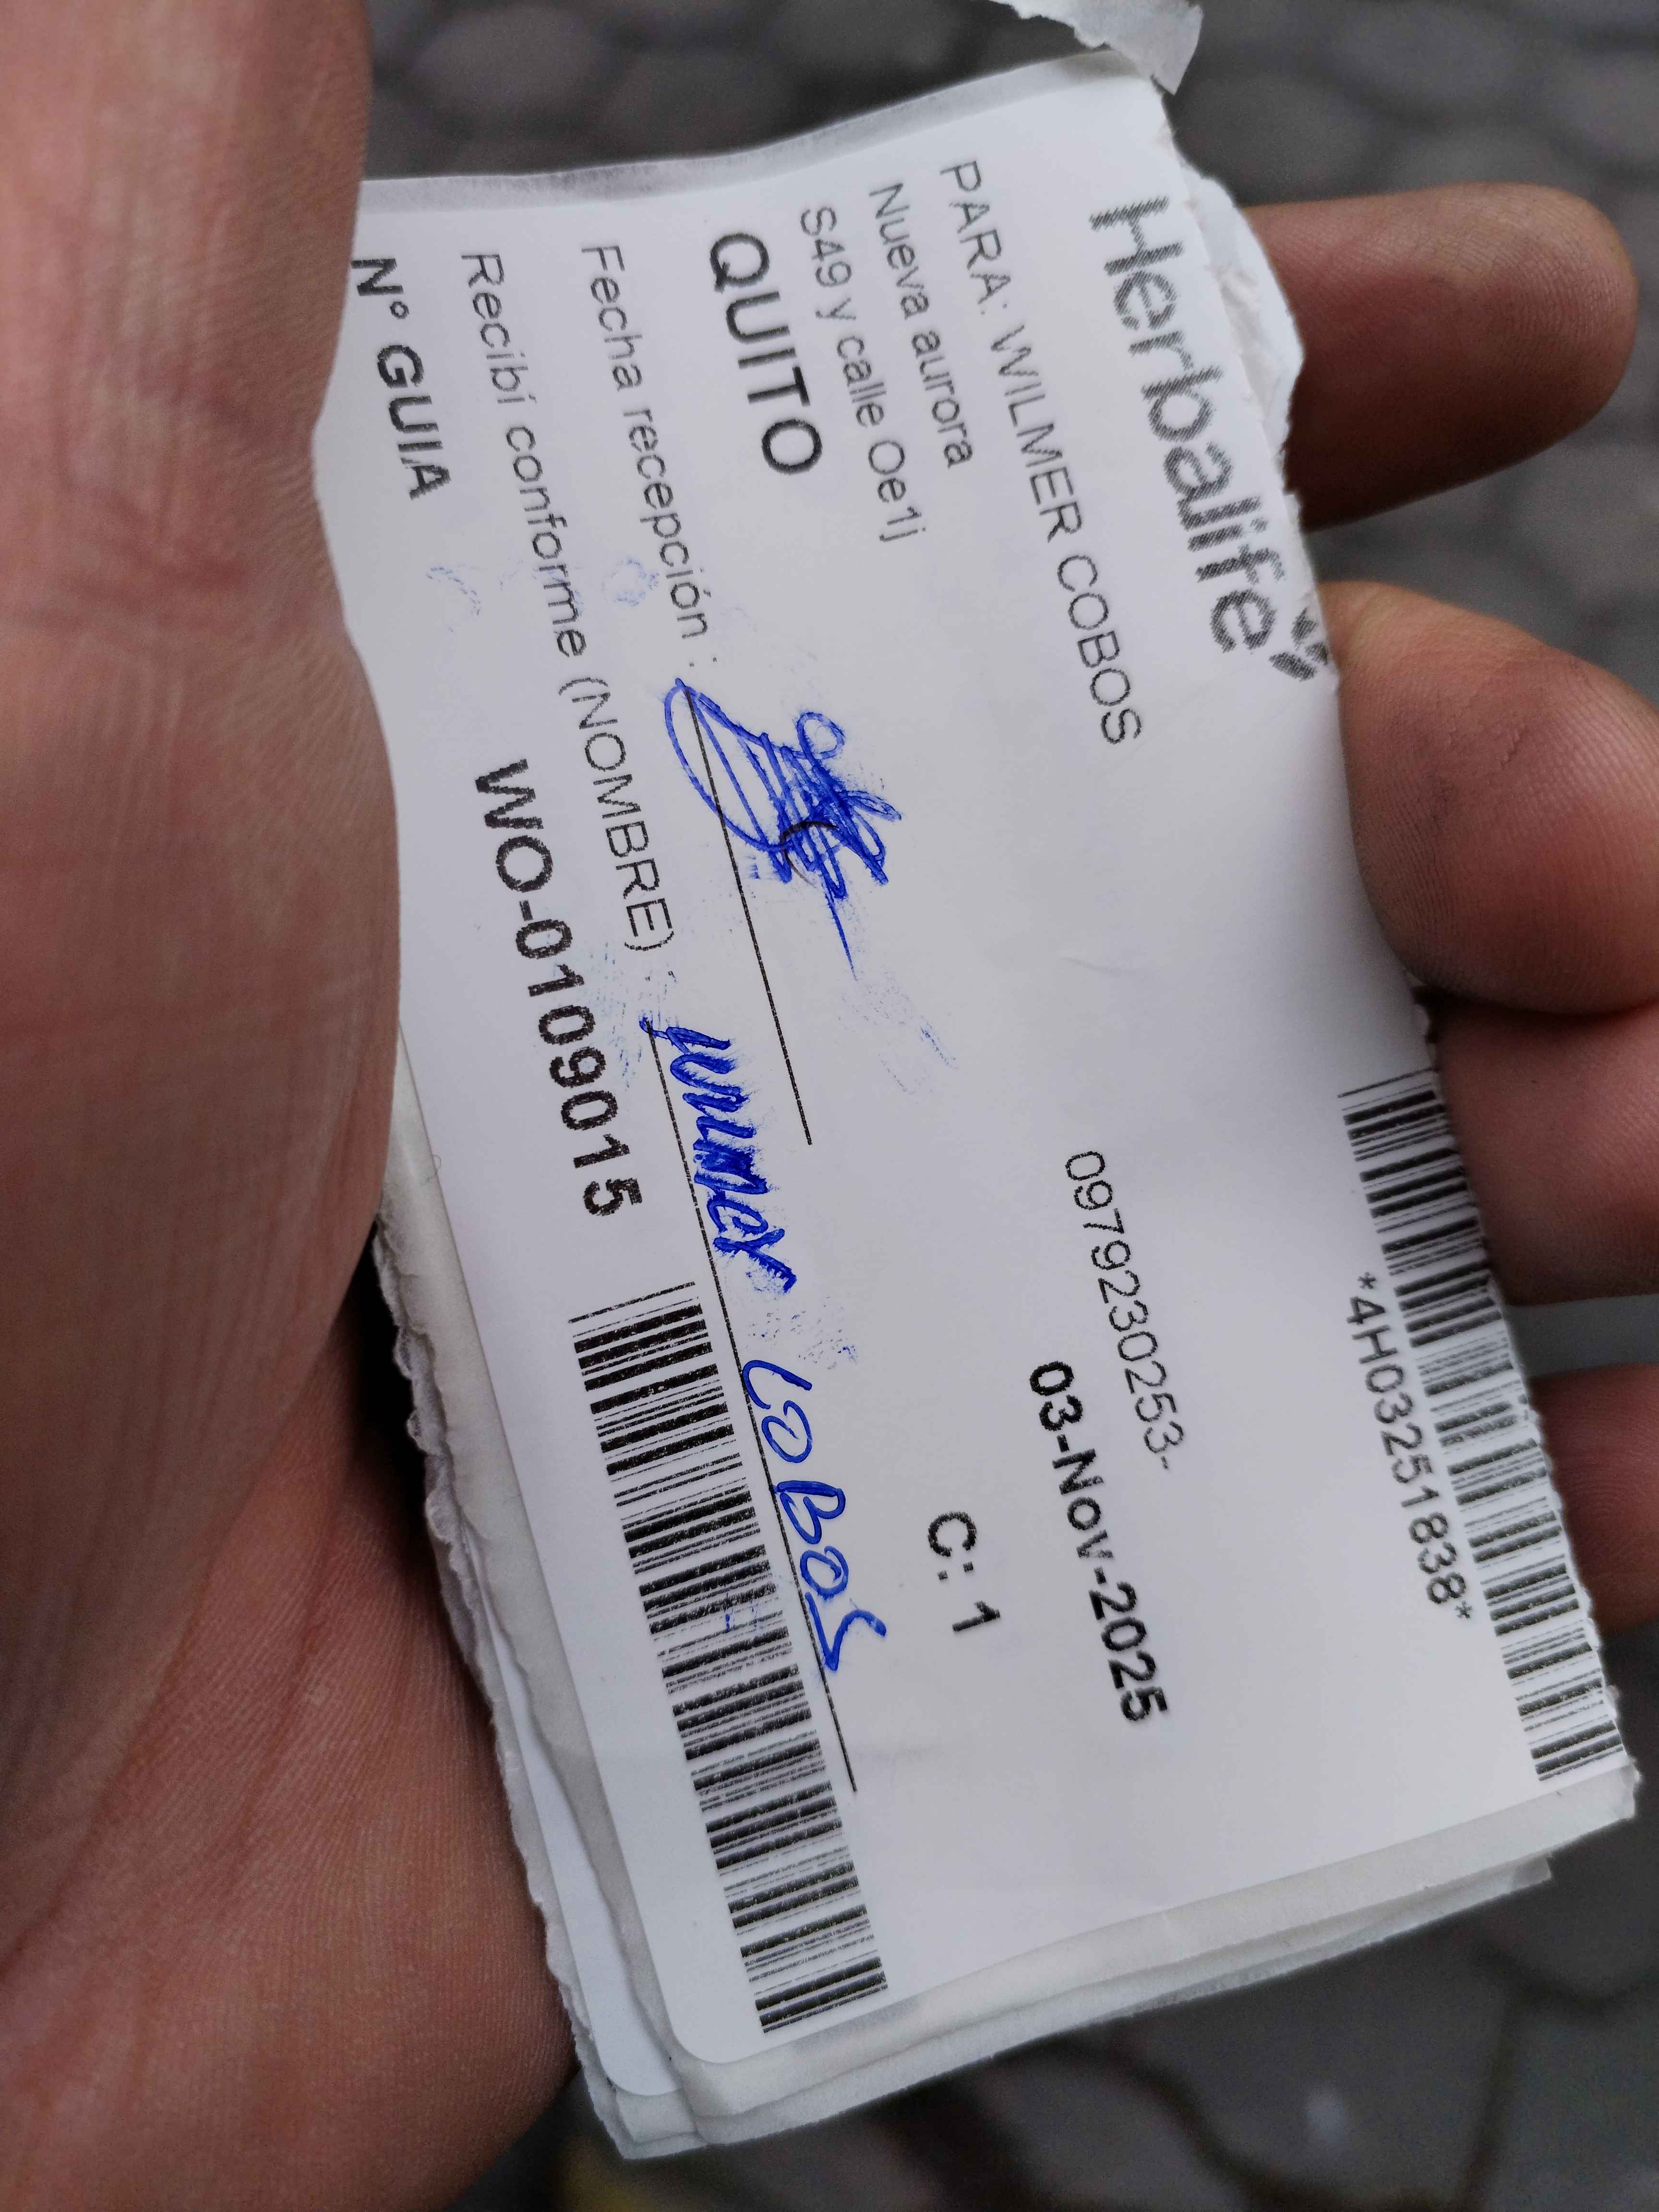 Herbalife
*4H03251838*
PARA: WILMER COBOS
0979230253-
Nueva aurora
03-Nov-2025
S49 y calle Oe1j
QUITO
C: 1
Fecha recepción :
Recibí conforme (NOMBRE) : Wilmer COBOS
N° GUIA WO-0109015